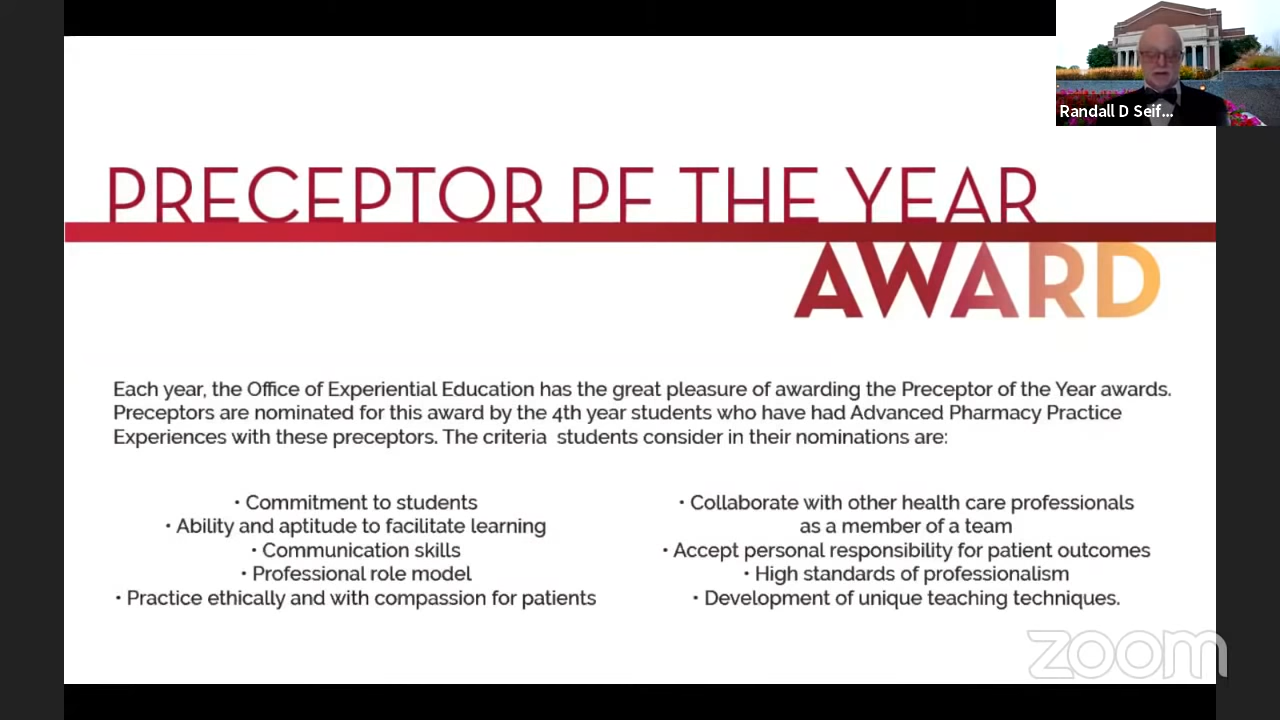 Randall D Seif...
PRECEPTOR PF THE YEAR
AWARD
Each year, the Office of Experiential Education has the great pleasure of awarding the Preceptor of the Year awards.
Preceptors are nominated for this award by the 4th year students who have had Advanced Pharmacy Practice
Experiences with these preceptors. The criteria  students consider in their nominations are:
• Commitment to students
• Ability and aptitude to facilitate learning
• Communication skills
• Professional role model
• Practice ethically and with compassion for patients
• Collaborate with other health care professionals
as a member of a team
• Accept personal responsibility for patient outcomes
• High standards of professionalism
• Development of unique teaching techniques.
zoom